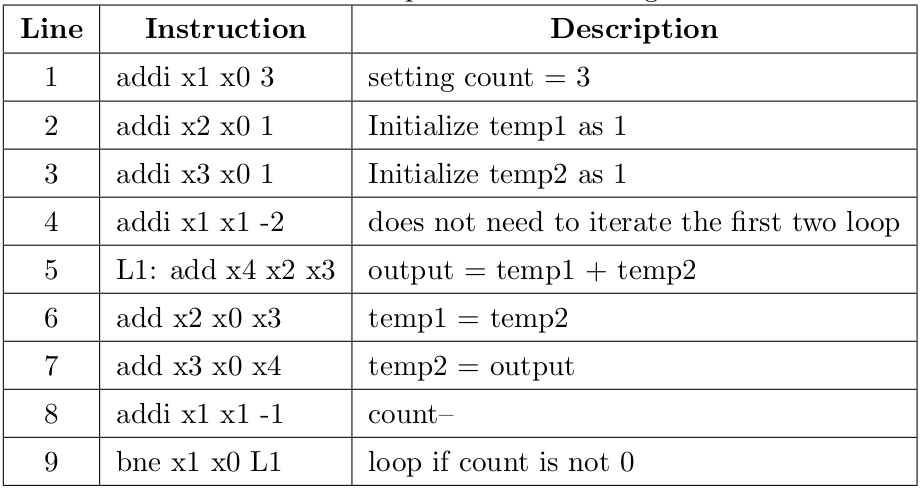 Line Instruction Description
1 addi x1 x0 3 setting count = 3
2 addi x2 x0 1 Initialize temp1 as 1
3 addi x3 x0 1 Initialize temp2 as 1
4 addi x1 x1 -2 does not need to iterate the first two loop
5 L1: add x4 x2 x3 output = temp1 + temp2
6 add x2 x0 x3 temp1 = temp2
7 add x3 x0 x4 temp2 = output
8 addi x1 x1 -1 count–
9 bne x1 x0 L1 loop if count is not 0